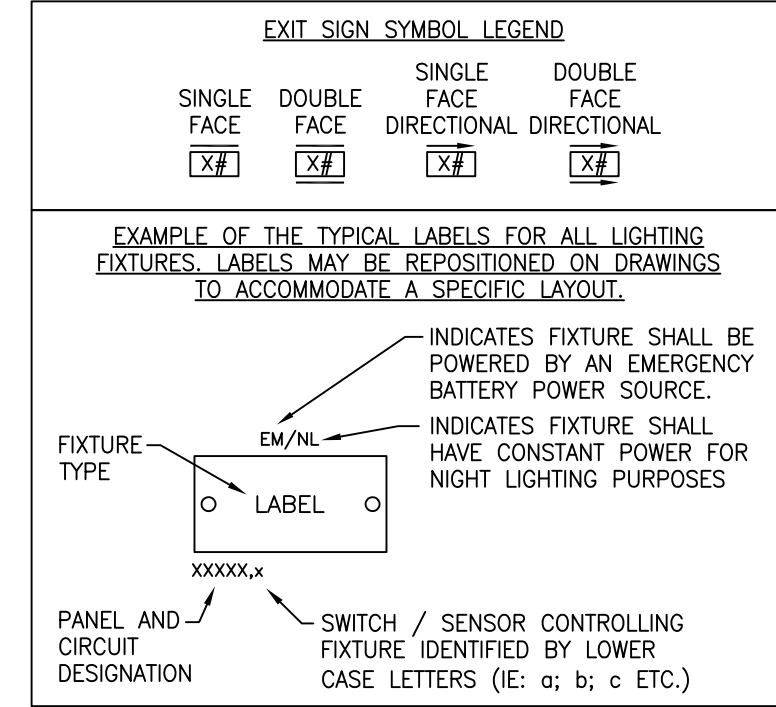 EXIT SIGN SYMBOL LEGEND
SINGLE FACE
X#
DOUBLE FACE
X#
SINGLE FACE DIRECTIONAL
X#
DOUBLE FACE DIRECTIONAL
X#
EXAMPLE OF THE TYPICAL LABELS FOR ALL LIGHTING
FIXTURES. LABELS MAY BE REPOSITIONED ON DRAWINGS
TO ACCOMMODATE A SPECIFIC LAYOUT.
INDICATES FIXTURE SHALL BE
POWERED BY AN EMERGENCY
BATTERY POWER SOURCE.
EM/NL
INDICATES FIXTURE SHALL
HAVE CONSTANT POWER FOR
NIGHT LIGHTING PURPOSES
FIXTURE
TYPE
LABEL
XXXXX,x
PANEL AND
CIRCUIT
DESIGNATION
SWITCH / SENSOR CONTROLLING
FIXTURE IDENTIFIED BY LOWER
CASE LETTERS (IE: a; b; c ETC.)